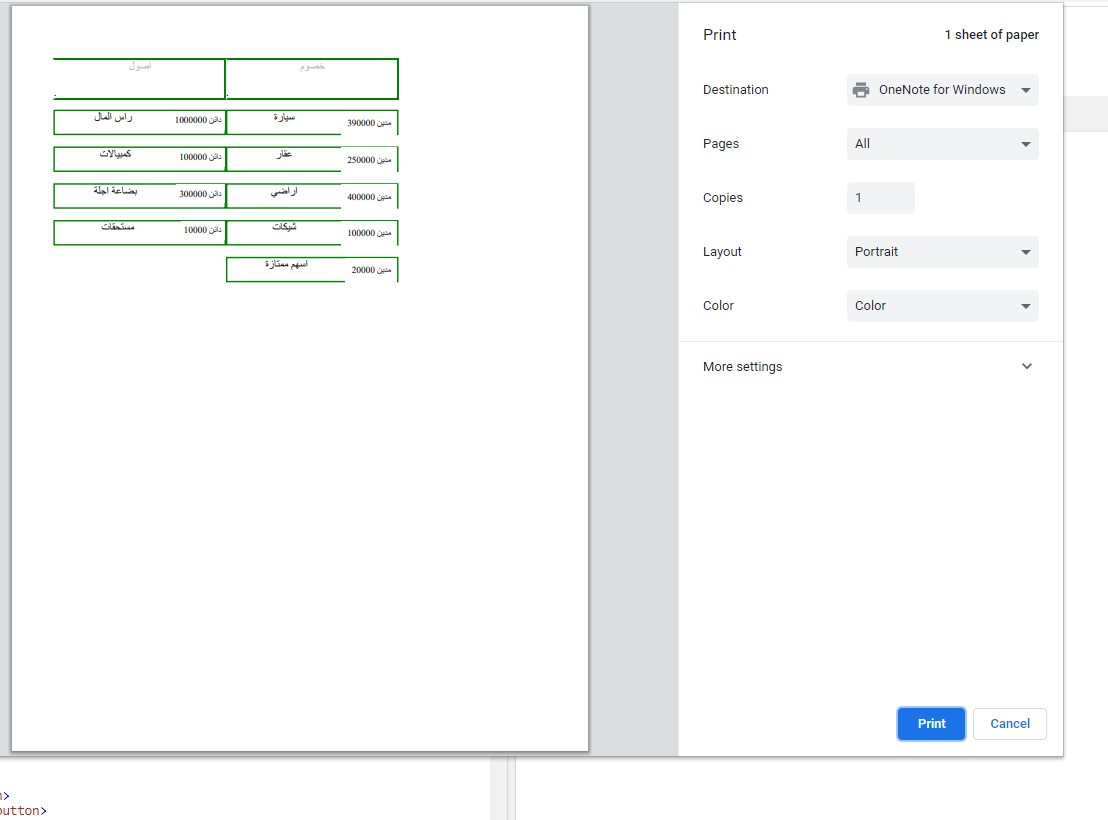 Print
1 sheet of paper
Destination
OneNote for Windows
Pages
All
Copies
1
Layout
Portrait
Color
Color
More settings
Print
Cancel
خصوم
اصول
.
.
مدين 390000
سيارة
دائن 1000000
راس المال
مدين 250000
عقار
دائن 100000
كمبيالات
مدين 400000
اراضي
دائن 300000
بضاعة اجلة
مدين 100000
شيكات
دائن 10000
مستحقات
مدين 20000
اسهم ممتازة
>
button>